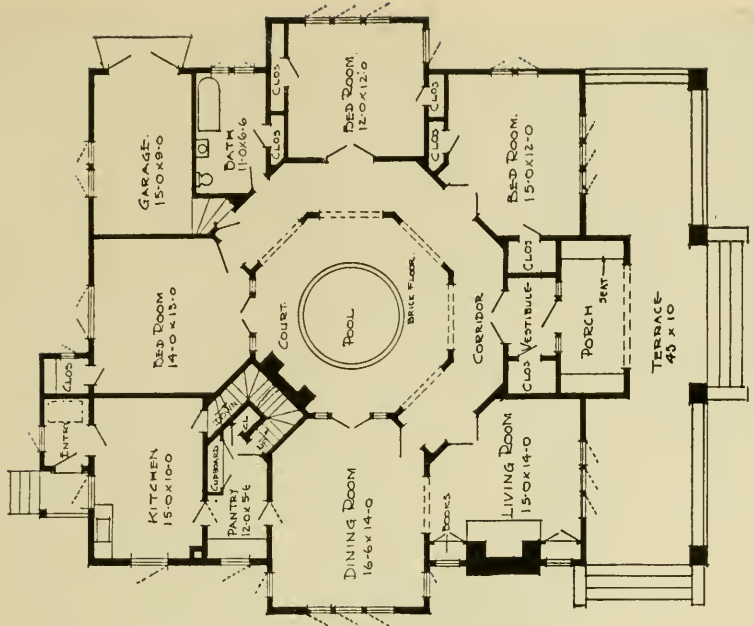 GARAGE.
15-0 X 9-0
BATH
11-0 X 6-6
CLOS
CLOS
BED ROOM.
12-0 X 12-0
CLOS
CLOS
BED ROOM.
15-0 X 12-0
BED ROOM
14-0 X 13-0
CLOS
COURT.
POOL
BRICK FLOOR.
CORRIDOR
CLOS
VESTIBULE
CLOS
PORCH
SEAT
TERRACE
45 X 10
ENTRY
KITCHEN
15-0 X 10-0
DOWN
CL
CUPBOARD
PANTRY
12-0 X 5-6
DINING ROOM
16-6 X 14-0
BOOKS
LIVING ROOM
15-0 X 14-0